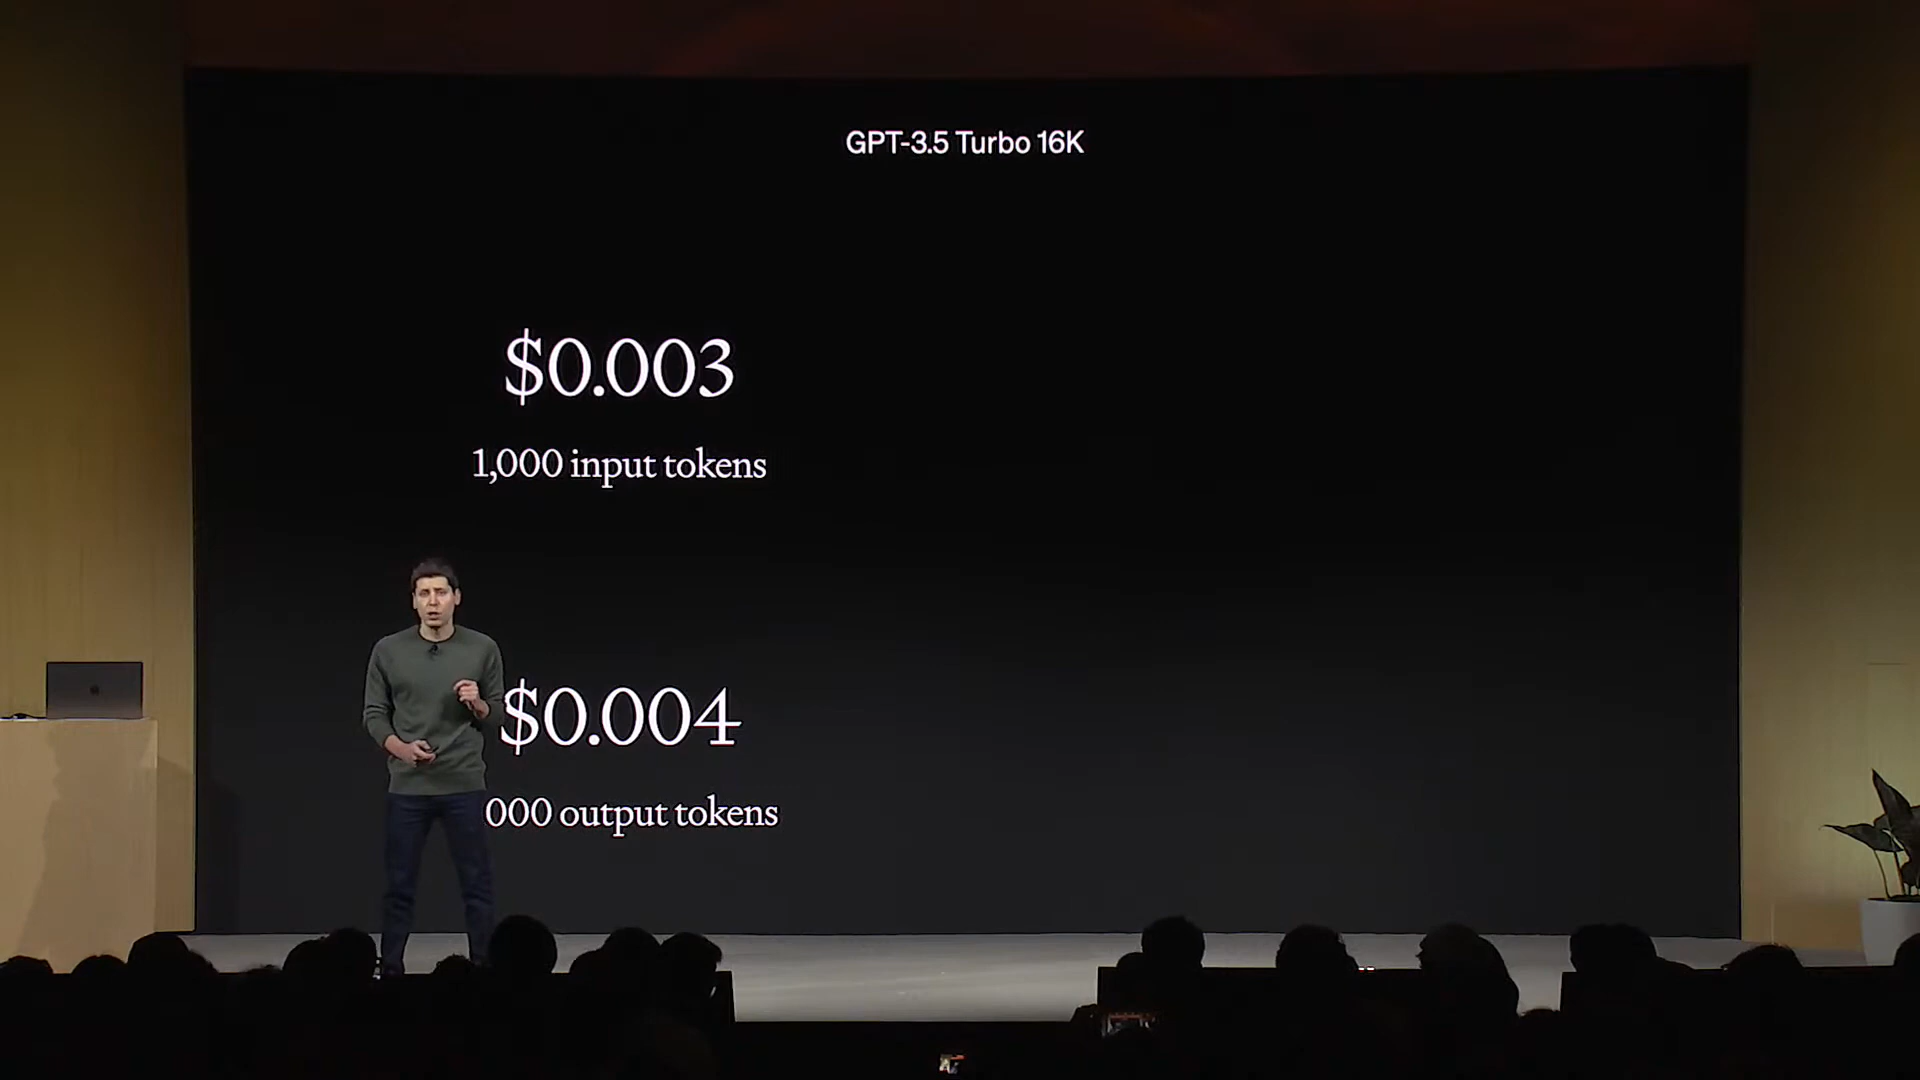 GPT-3.5 Turbo 16K
$0.003
1,000 input tokens
$0.004
000 output tokens